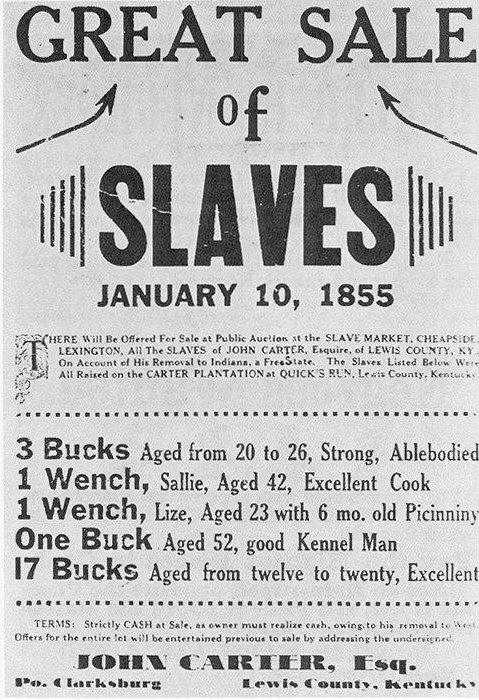 GREAT SALE
of
SLAVES
JANUARY 10, 1855
THERE Will Be Offered For Sale at Public Auction at the SLAVE MARKET, CHEAPSIDE,
LEXINGTON, All The SLAVES of JOHN CARTER, Esquire, of LEWIS COUNTY, KY.,
On Account of His Removal to Indiana, a Free State. The Slaves Listed Below Were
All Raised on the CARTER PLANTATION at QUICK'S RUN, Lewis County, Kentucky.
3 Bucks Aged from 20 to 26, Strong, Ablebodied
1 Wench, Sallie, Aged 42, Excellent Cook
1 Wench, Lize, Aged 23 with 6 mo. old Picinniny
One Buck Aged 52, good Kennel Man
17 Bucks Aged from twelve to twenty, Excellent
TERMS: Strictly CASH at Sale, as owner must realize cash, owing to his removal to West.
Offers for the entire lot will be entertained previous to sale by addressing the undersigned.
JOHN CARTER, Esq.
Po. Clarksburg Lewis County, Kentucky